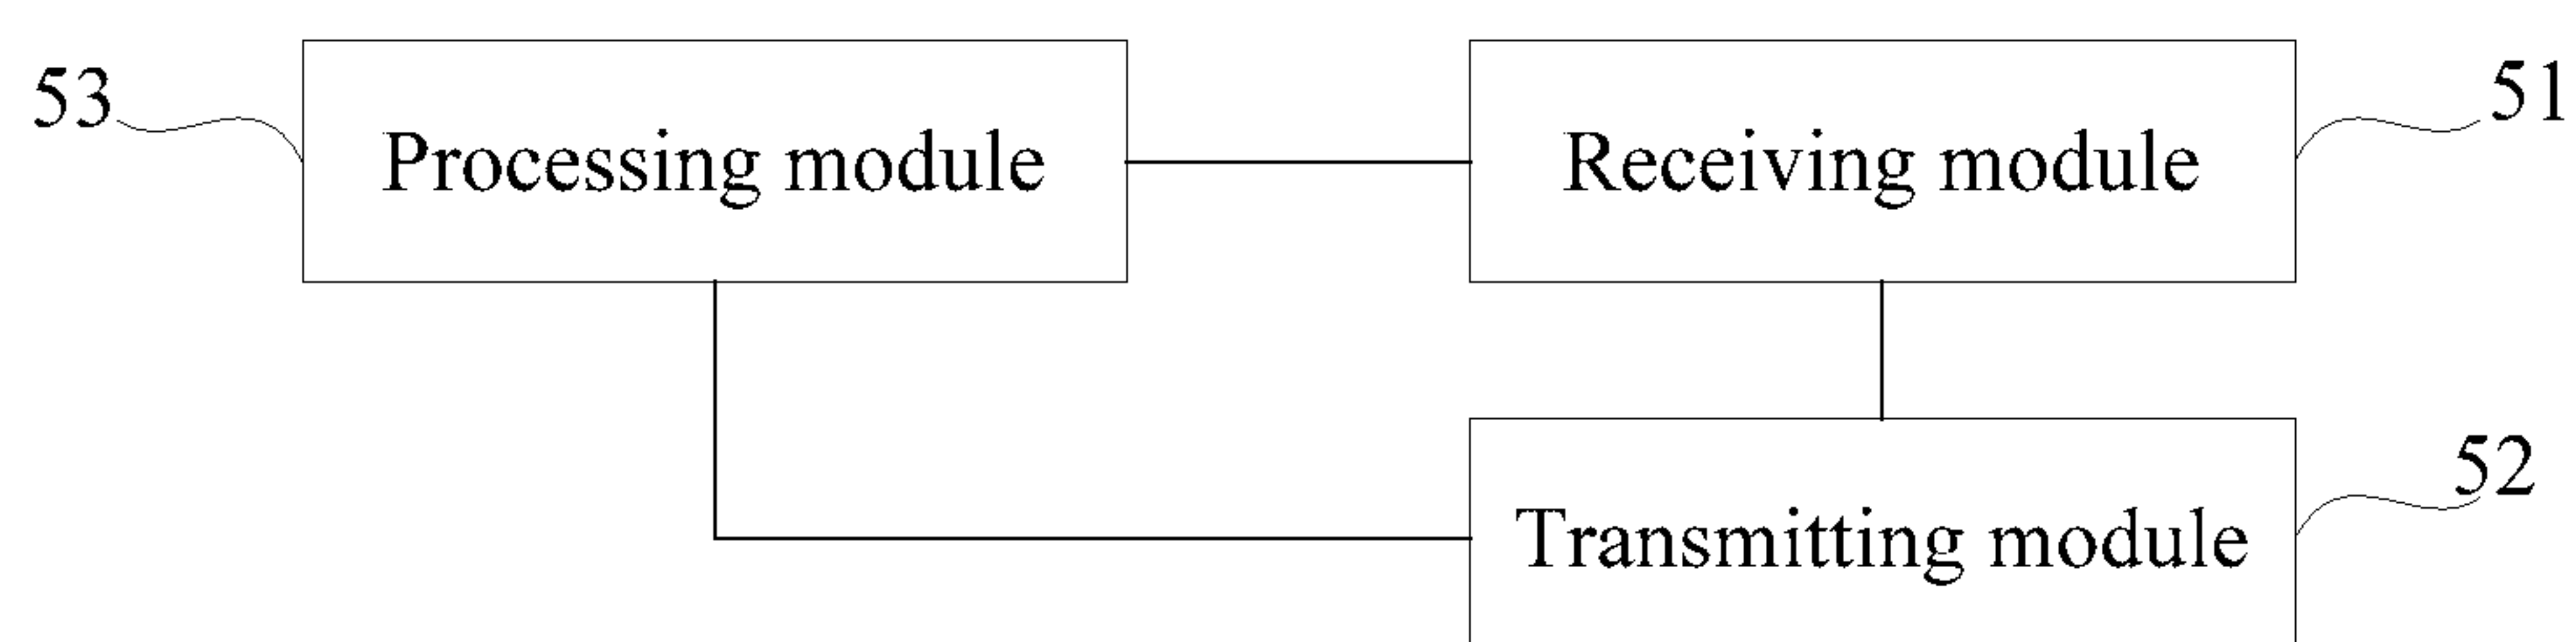 53
Processing module
Receiving module
51
Transmitting module
52